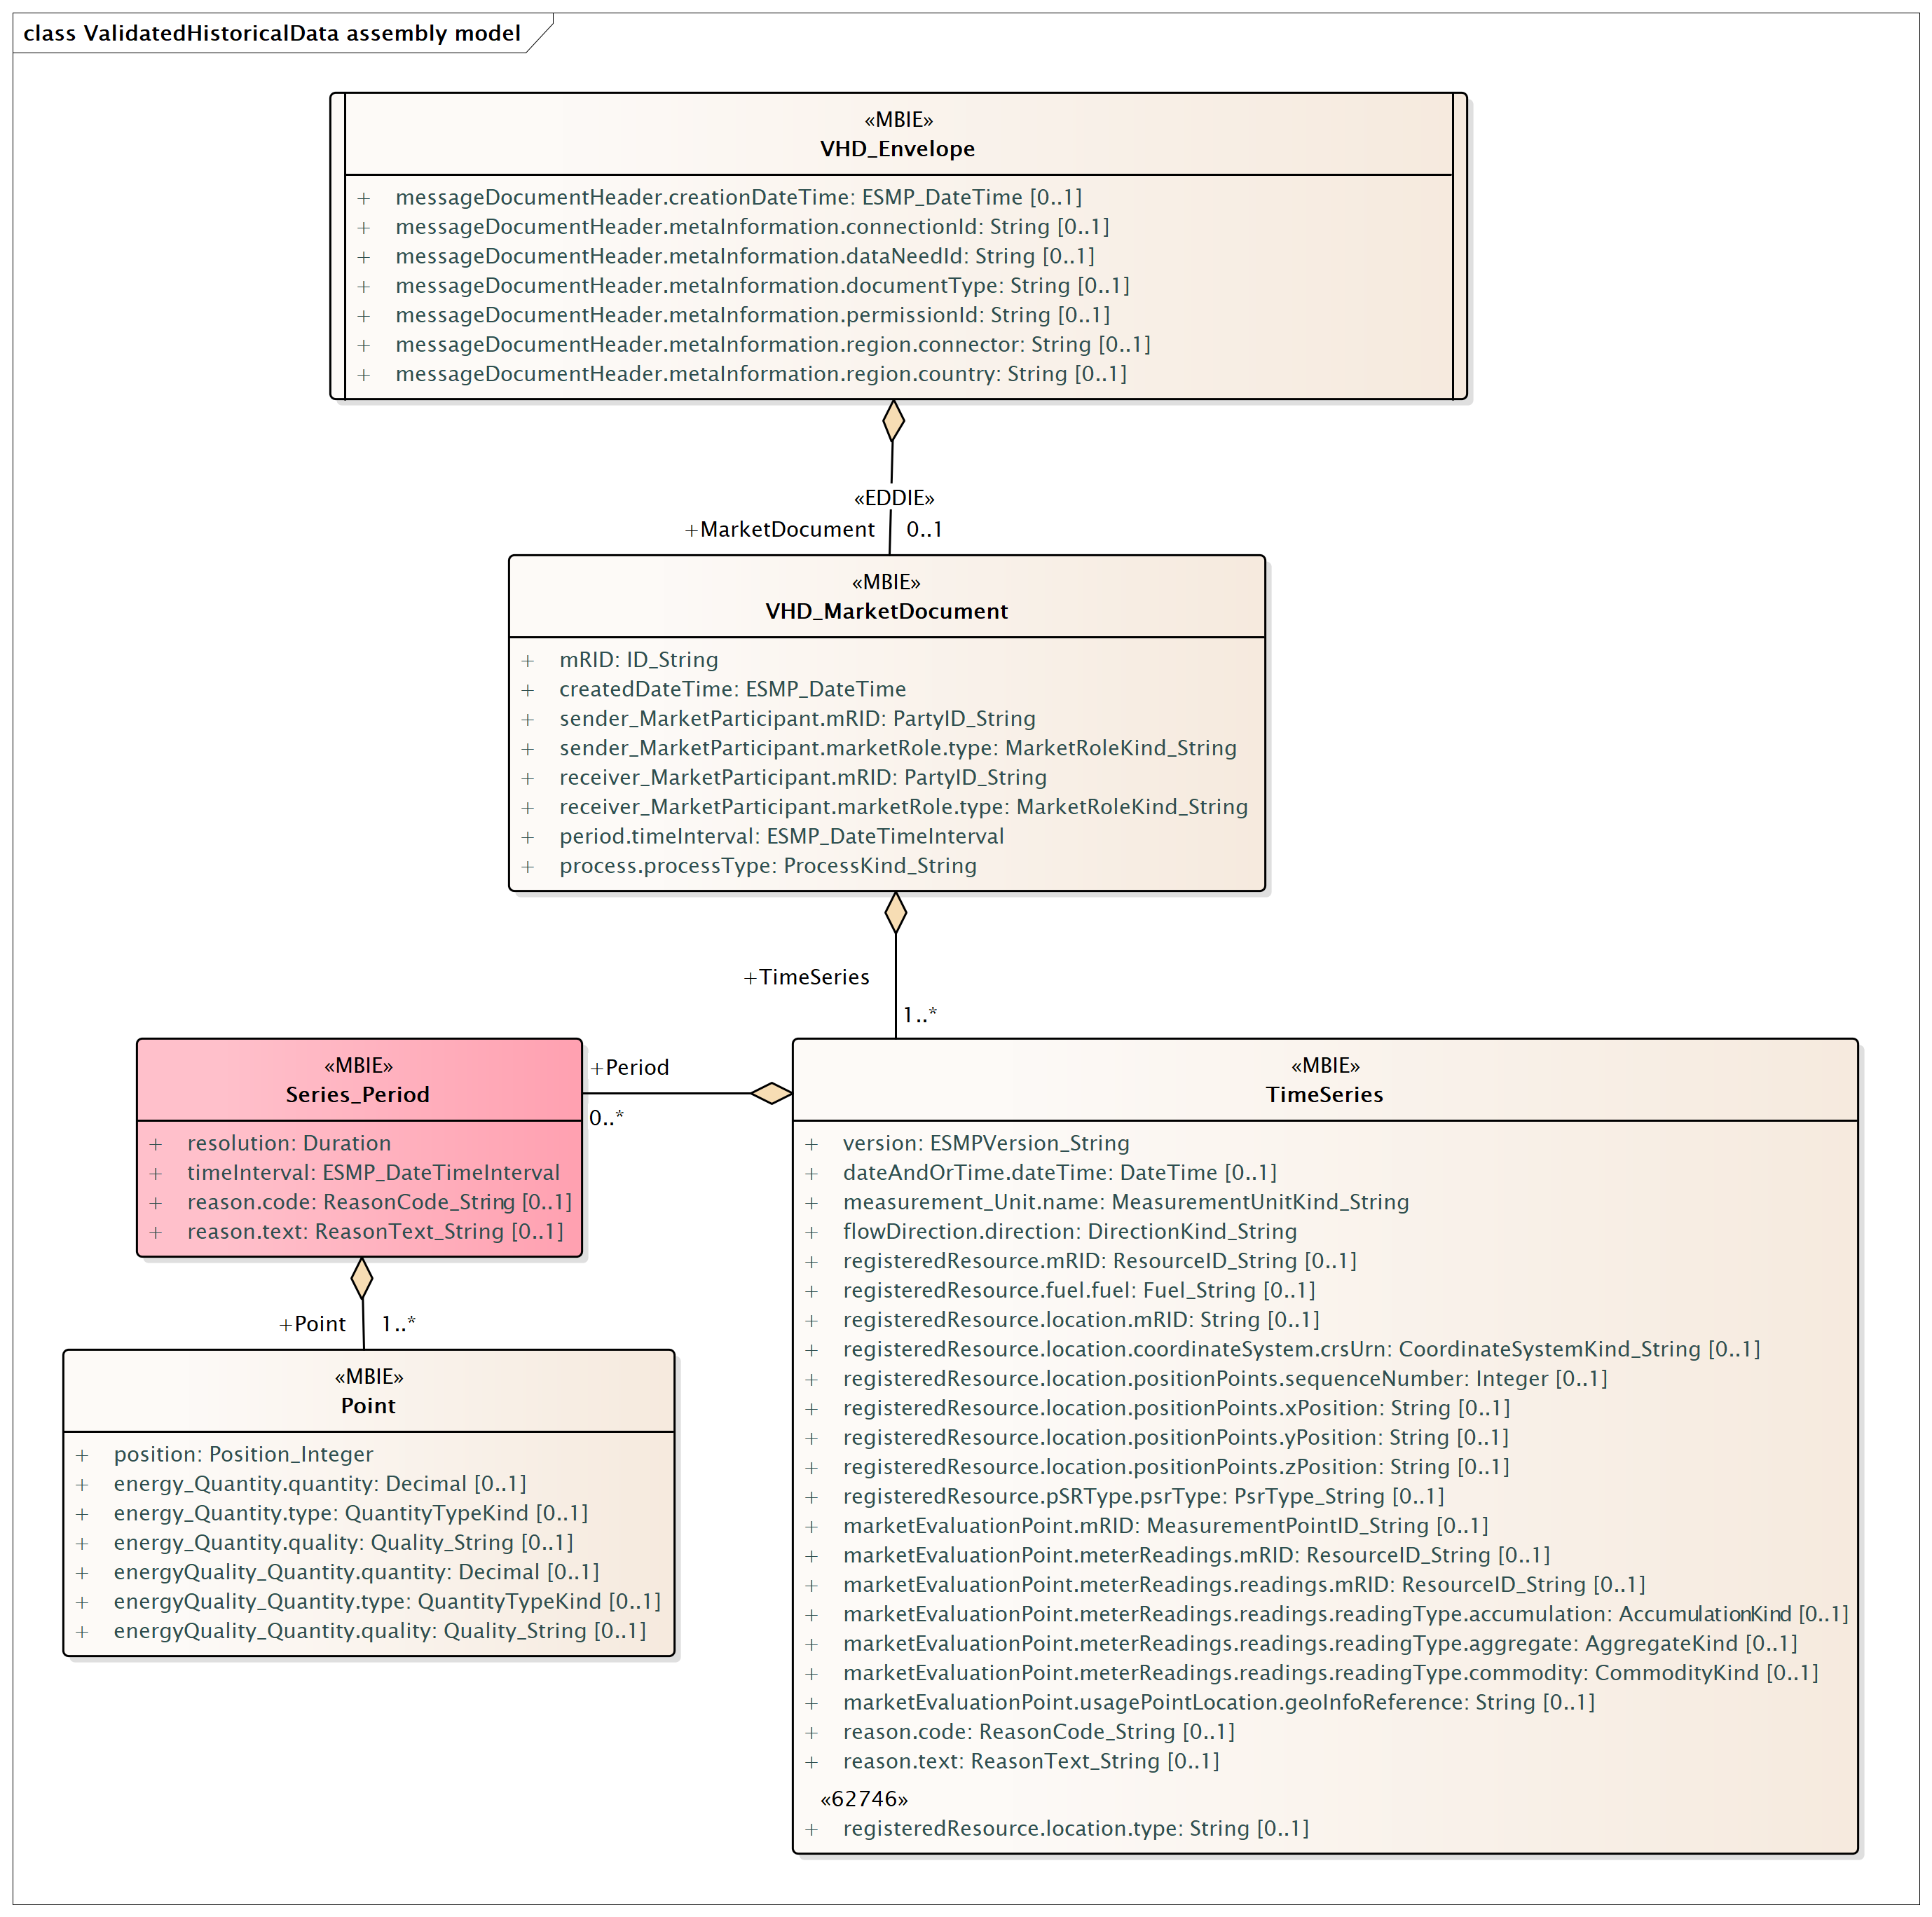 class ValidatedHistoricalData assembly model
«MBIE»
VHD_Envelope
+ messageDocumentHeader.creationDateTime: ESMP_DateTime [0..1]
+ messageDocumentHeader.metaInformation.connectionId: String [0..1]
+ messageDocumentHeader.metaInformation.dataNeedId: String [0..1]
+ messageDocumentHeader.metaInformation.documentType: String [0..1]
+ messageDocumentHeader.metaInformation.permissionId: String [0..1]
+ messageDocumentHeader.metaInformation.region.connector: String [0..1]
+ messageDocumentHeader.metaInformation.region.country: String [0..1]
«EDDIE»
+MarketDocument 0..1
«MBIE»
VHD_MarketDocument
+ mRID: ID_String
+ createdDateTime: ESMP_DateTime
+ sender_MarketParticipant.mRID: PartyID_String
+ sender_MarketParticipant.marketRole.type: MarketRoleKind_String
+ receiver_MarketParticipant.mRID: PartyID_String
+ receiver_MarketParticipant.marketRole.type: MarketRoleKind_String
+ period.timeInterval: ESMP_DateTimeInterval
+ process.processType: ProcessKind_String
+TimeSeries
1..*
«MBIE»
Series_Period
+ resolution: Duration
+ timeInterval: ESMP_DateTimeInterval
+ reason.code: ReasonCode_String [0..1]
+ reason.text: ReasonText_String [0..1]
+Period
0..*
«MBIE»
TimeSeries
+ version: ESMPVersion_String
+ dateAndOrTime.dateTime: DateTime [0..1]
+ measurement_Unit.name: MeasurementUnitKind_String
+ flowDirection.direction: DirectionKind_String
+ registeredResource.mRID: ResourceID_String [0..1]
+ registeredResource.fuel.fuel: Fuel_String [0..1]
+ registeredResource.location.mRID: String [0..1]
+ registeredResource.location.coordinateSystem.crsUrn: CoordinateSystemKind_String [0..1]
+ registeredResource.location.positionPoints.sequenceNumber: Integer [0..1]
+ registeredResource.location.positionPoints.xPosition: String [0..1]
+ registeredResource.location.positionPoints.yPosition: String [0..1]
+ registeredResource.location.positionPoints.zPosition: String [0..1]
+ registeredResource.pSRType.psrType: PsrType_String [0..1]
+ marketEvaluationPoint.mRID: MeasurementPointID_String [0..1]
+ marketEvaluationPoint.meterReadings.mRID: ResourceID_String [0..1]
+ marketEvaluationPoint.meterReadings.readings.mRID: ResourceID_String [0..1]
+ marketEvaluationPoint.meterReadings.readings.readingType.accumulation: AccumulationKind [0..1]
+ marketEvaluationPoint.meterReadings.readings.readingType.aggregate: AggregateKind [0..1]
+ marketEvaluationPoint.meterReadings.readings.readingType.commodity: CommodityKind [0..1]
+ marketEvaluationPoint.usagePointLocation.geoInfoReference: String [0..1]
+ reason.code: ReasonCode_String [0..1]
+ reason.text: ReasonText_String [0..1]
«62746»
+ registeredResource.location.type: String [0..1]
+Point 1..*
«MBIE»
Point
+ position: Position_Integer
+ energy_Quantity.quantity: Decimal [0..1]
+ energy_Quantity.type: QuantityTypeKind [0..1]
+ energy_Quantity.quality: Quality_String [0..1]
+ energyQuality_Quantity.quantity: Decimal [0..1]
+ energyQuality_Quantity.type: QuantityTypeKind [0..1]
+ energyQuality_Quantity.quality: Quality_String [0..1]